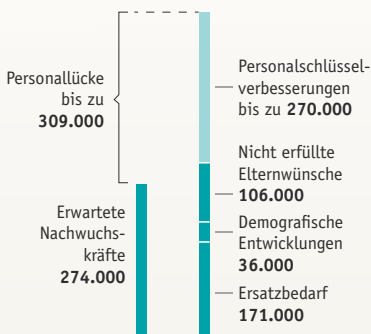 Personallücke
bis zu
309.000
Erwartete
Nachwuchs-
kräfte
274.000
Personalschlüssel-
verbesserungen
bis zu 270.000
Nicht erfüllte
Elternwünsche
106.000
Demografische
Entwicklungen
36.000
Ersatzbedarf
171.000